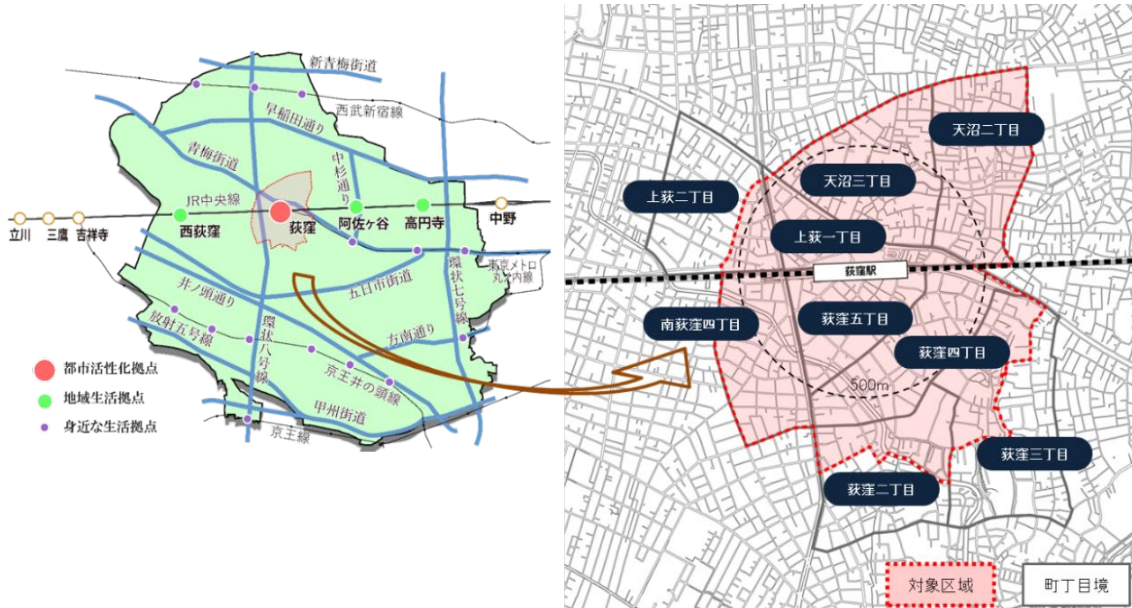 新青梅街道
西武新宿線
早稲田通り
青梅街道
中杉通り
JR中央線
立川
三鷹
吉祥寺
西荻窪
荻窪
阿佐ヶ谷
高円寺
中野
東京メトロ
丸ノ内線
五日市街道
環状七号線
井ノ頭通り
放射五号線
環状八号線
方南通り
京王井の頭線
甲州街道
京王線
都市活性化拠点
地域生活拠点
身近な生活拠点
天沼二丁目
天沼三丁目
上荻二丁目
上荻一丁目
荻窪駅
南荻窪四丁目
荻窪五丁目
荻窪四丁目
500m
荻窪三丁目
荻窪二丁目
対象区域
町丁目境